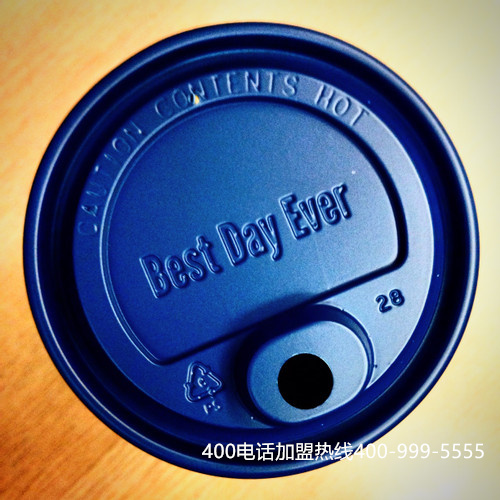 CAUTION CONTENTS HOT
Best Day Ever
28
400电话加盟热线400-999-5555